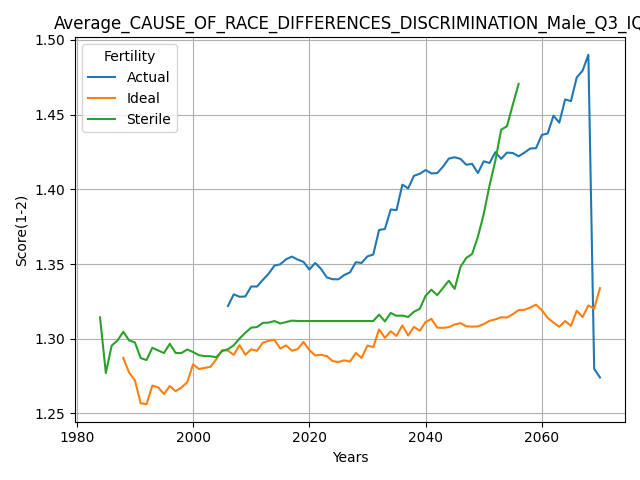 Average_CAUSE_OF_RACE_DIFFERENCES_DISCRIMINATION_Male_Q3_IQ
Fertility
Actual
Ideal
Sterile
Score(1-2)
1.50
1.45
1.40
1.35
1.30
1.25
1980
2000
2020
2040
2060
Years